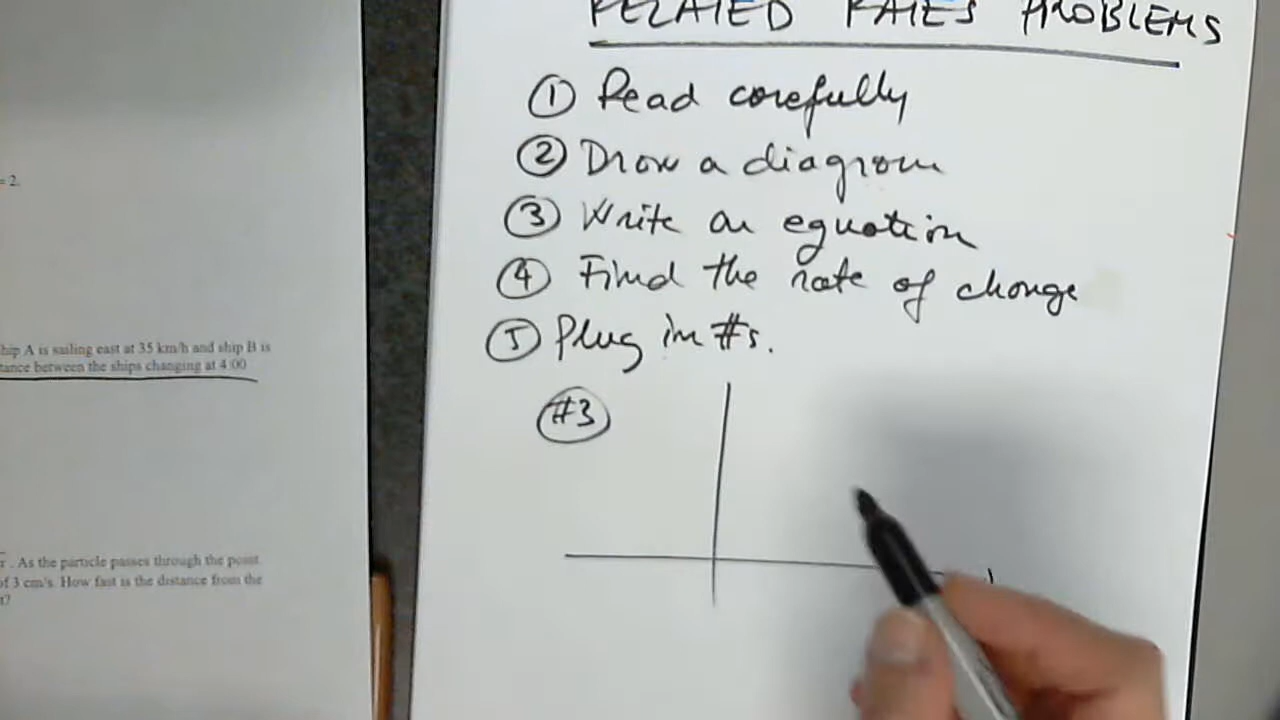 = 2.
hip A is sailing east at 35 km/h and ship B is
tance between the ships changing at 4:00
. As the particle passes through the point
of 3 cm/s. How fast is the distance from the
t?
RELATED RATES PROBLEMS
① Read carefully
② Draw a diagram
③ Write an equation
④ Find the rate of change
⑤ Plug in #s.
#3